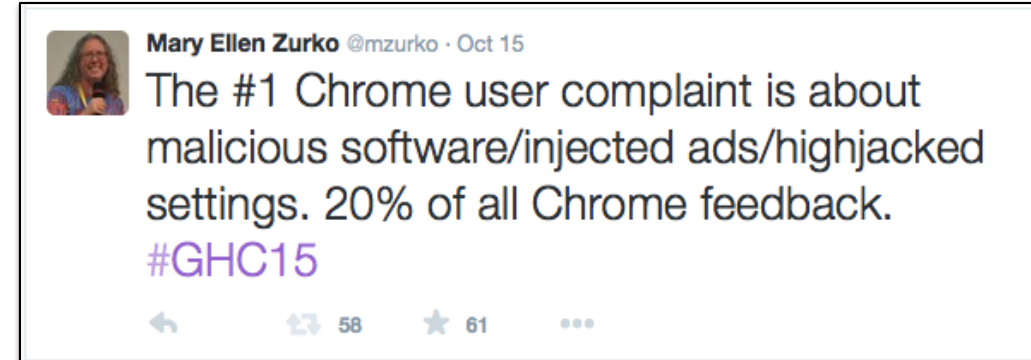 Mary Ellen Zurko @mzurko · Oct 15
The #1 Chrome user complaint is about
malicious software/injected ads/highjacked
settings. 20% of all Chrome feedback.
#GHC15
58 61